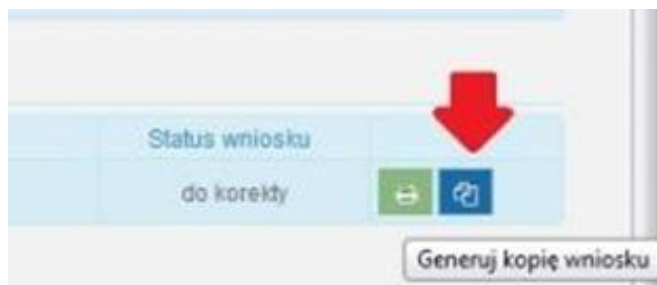 Status wniosku
do korekty
Generuj kopię wniosku